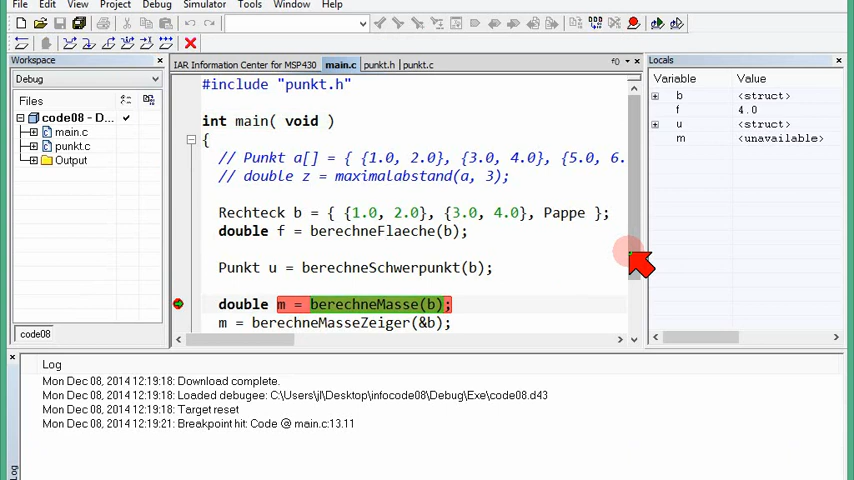 File Edit View Project Debug Simulator Tools Window Help
Workspace
Debug
Files
code08 - D...
main.c
punkt.c
Output
code08
IAR Information Center for MSP430 main.c punkt.h punkt.c f0
#include "punkt.h"
int main( void )
{
// Punkt a[] = { {1.0, 2.0}, {3.0, 4.0}, {5.0, 6.
// double z = maximalabstand(a, 3);
Rechteck b = { {1.0, 2.0}, {3.0, 4.0}, Pappe };
double f = berechneFlaeche(b);
Punkt u = berechneSchwerpunkt(b);
double m = berechneMasse(b);
m = berechneMasseZeiger(&b);
Locals
Variable Value
b <struct>
f 4.0
u <struct>
m <unavailable>
Log
Mon Dec 08, 2014 12:19:18: Download complete.
Mon Dec 08, 2014 12:19:18: Loaded debugee: C:\Users\jl\Desktop\infocode08\Debug\Exe\code08.d43
Mon Dec 08, 2014 12:19:18: Target reset
Mon Dec 08, 2014 12:19:21: Breakpoint hit: Code @ main.c:13.11
Log